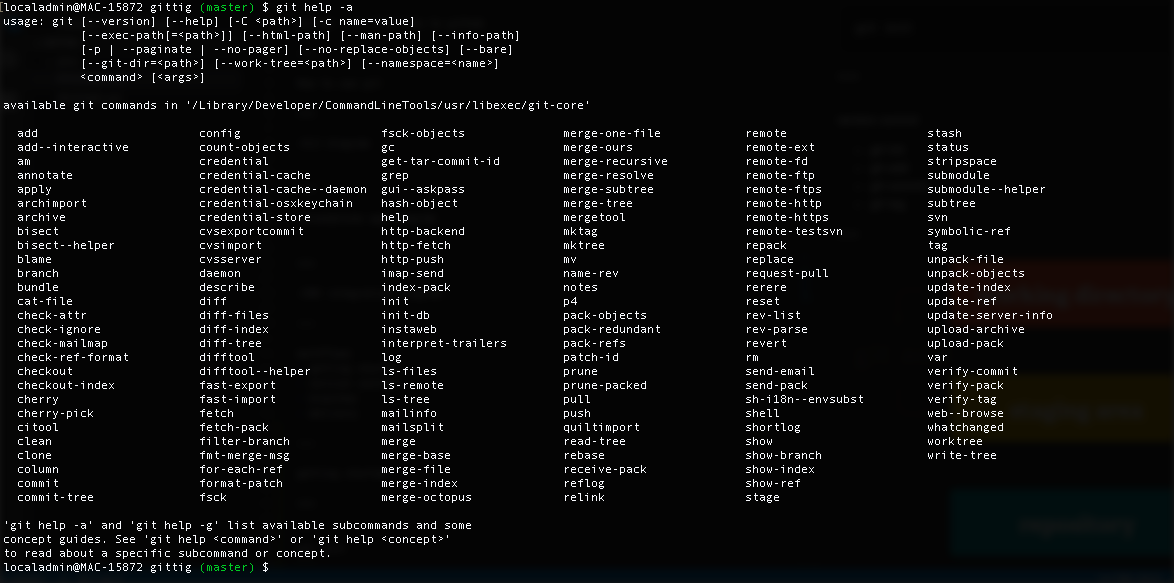 [localadmin@MAC-15872 gittig (master) $ git help -a
usage: git [--version] [--help] [-C <path>] [-c name=value]
           [--exec-path[=<path>]] [--html-path] [--man-path] [--info-path]
           [-p | --paginate | --no-pager] [--no-replace-objects] [--bare]
           [--git-dir=<path>] [--work-tree=<path>] [--namespace=<name>]
           <command> [<args>]

available git commands in '/Library/Developer/CommandLineTools/usr/libexec/git-core'

  add                       config                    fsck-objects              merge-one-file            remote                    stash
  add--interactive          count-objects             gc                        merge-ours                remote-ext                status
  am                        credential                get-tar-commit-id         merge-recursive           remote-fd                 stripspace
  annotate                  credential-cache          grep                      merge-resolve             remote-ftp                submodule
  apply                     credential-cache--daemon  gui--askpass              merge-subtree             remote-ftps               submodule--helper
  archimport                credential-osxkeychain    hash-object               merge-tree                remote-http               subtree
  archive                   credential-store          help                      mergetool                 remote-https              svn
  bisect                    cvsexportcommit           http-backend              mktag                     remote-testsvn            symbolic-ref
  bisect--helper            cvsimport                 http-fetch                mktree                    repack                    tag
  blame                     cvsserver                 http-push                 mv                        replace                   unpack-file
  branch                    daemon                    imap-send                 name-rev                  request-pull              unpack-objects
  bundle                    describe                  index-pack                notes                     rerere                    update-index
  cat-file                  diff                      init                      p4                        reset                     update-ref
  check-attr                diff-files                init-db                   pack-objects              rev-list                  update-server-info
  check-ignore              diff-index                instaweb                  pack-redundant            rev-parse                 upload-archive
  check-mailmap             diff-tree                 interpret-trailers        pack-refs                 revert                    upload-pack
  check-ref-format          difftool                  log                       patch-id                  rm                        var
  checkout                  difftool--helper          ls-files                  prune                     send-email                verify-commit
  checkout-index            fast-export               ls-remote                 prune-packed              send-pack                 verify-pack
  cherry                    fast-import               ls-tree                   pull                      sh-i18n--envsubst         verify-tag
  cherry-pick               fetch                     mailinfo                  push                      shell                     web--browse
  citool                    fetch-pack                mailsplit                 quiltimport               shortlog                  whatchanged
  clean                     filter-branch             merge                     read-tree                 show                      worktree
  clone                     fmt-merge-msg             merge-base                rebase                    show-branch               write-tree
  column                    for-each-ref              merge-file                receive-pack              show-index
  commit                    format-patch              merge-index               reflog                    show-ref
  commit-tree               fsck                      merge-octopus             relink                    stage

'git help -a' and 'git help -g' list available subcommands and some
concept guides. See 'git help <command>' or 'git help <concept>'
to read about a specific subcommand or concept.
localadmin@MAC-15872 gittig (master) $
repository